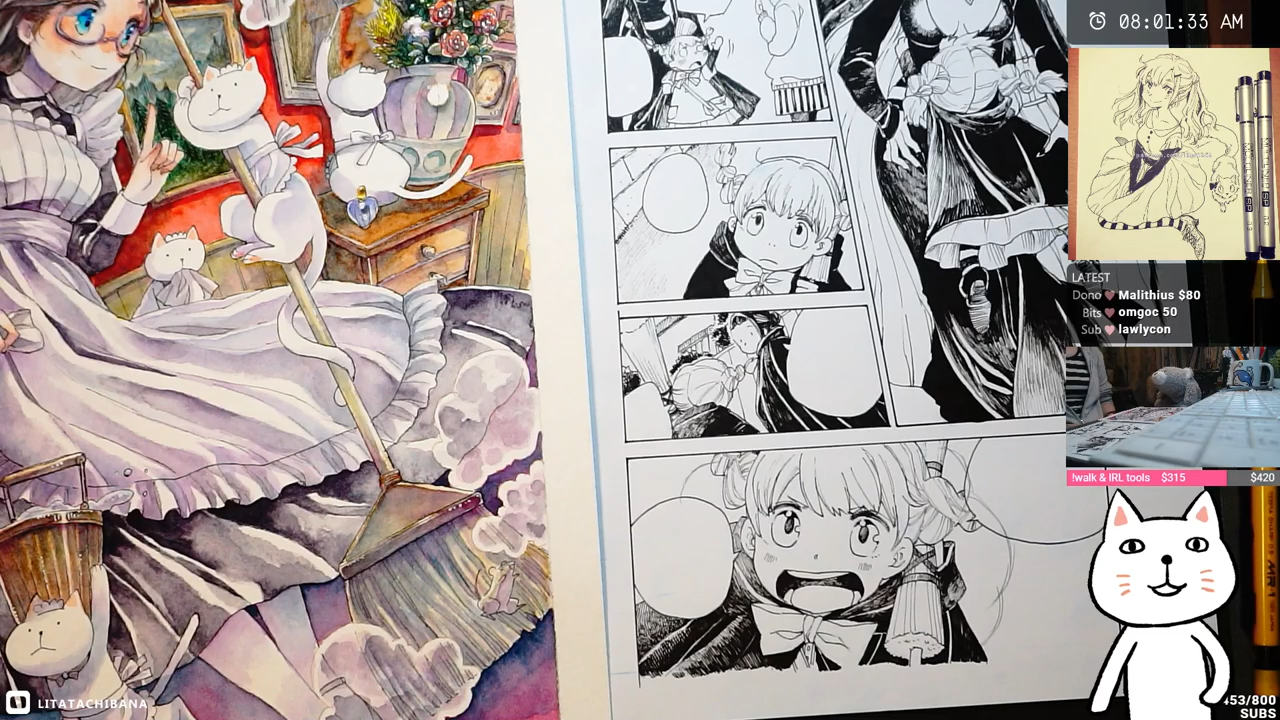 08:01:33 AM
LATEST
Dono Malithius $80
Bits omgoc 50
Sub lawlycon
!walk & IRL tools $315 $420
LITATACHIBANA
53/800
SUBS